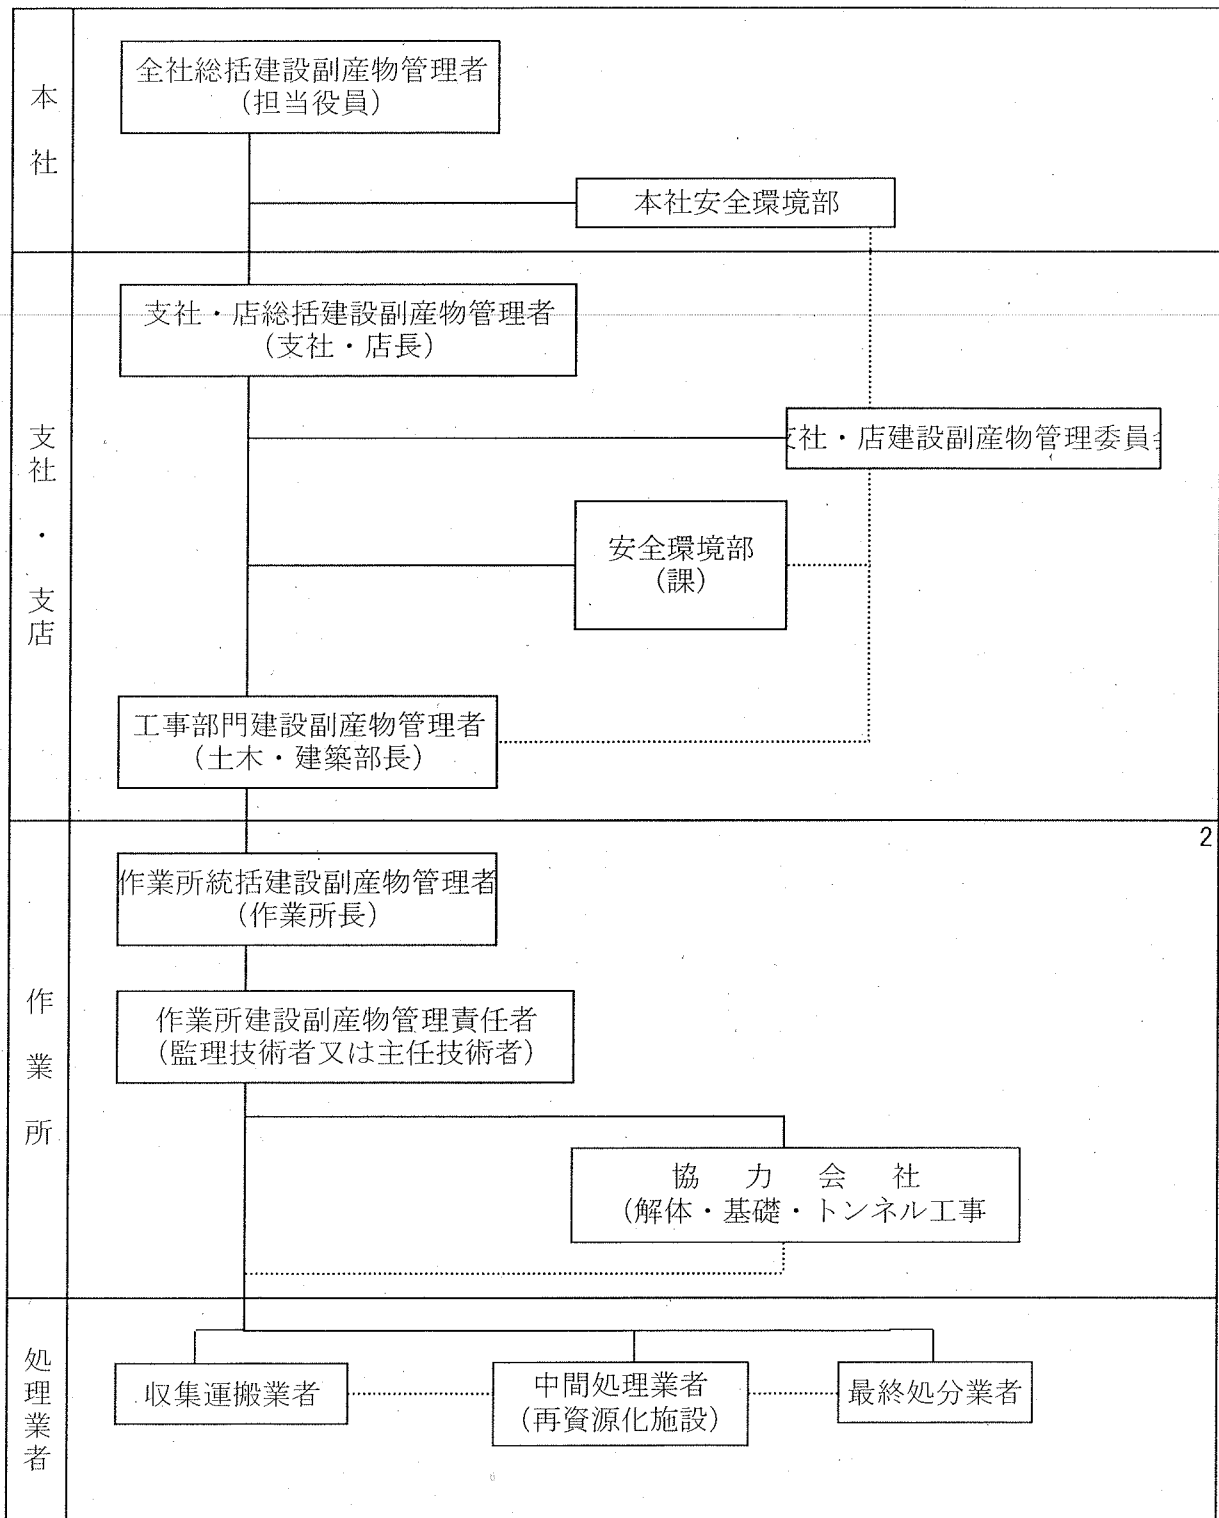 本社
全社総括建設副産物管理者
(担当役員)
本社安全環境部
支社・支店
支社・店総括建設副産物管理者
(支社・店長)
社・店建設副産物管理委員
安全環境部
(課)
工事部門建設副産物管理者
(土木・建築部長)
2
作業所
作業所統括建設副産物管理者
(作業所長)
作業所建設副産物管理責任者
(監理技術者又は主任技術者)
協 力 会 社
(解体・基礎・トンネル工事
処理業者
収集運搬業者
中間処理業者
(再資源化施設)
最終処分業者